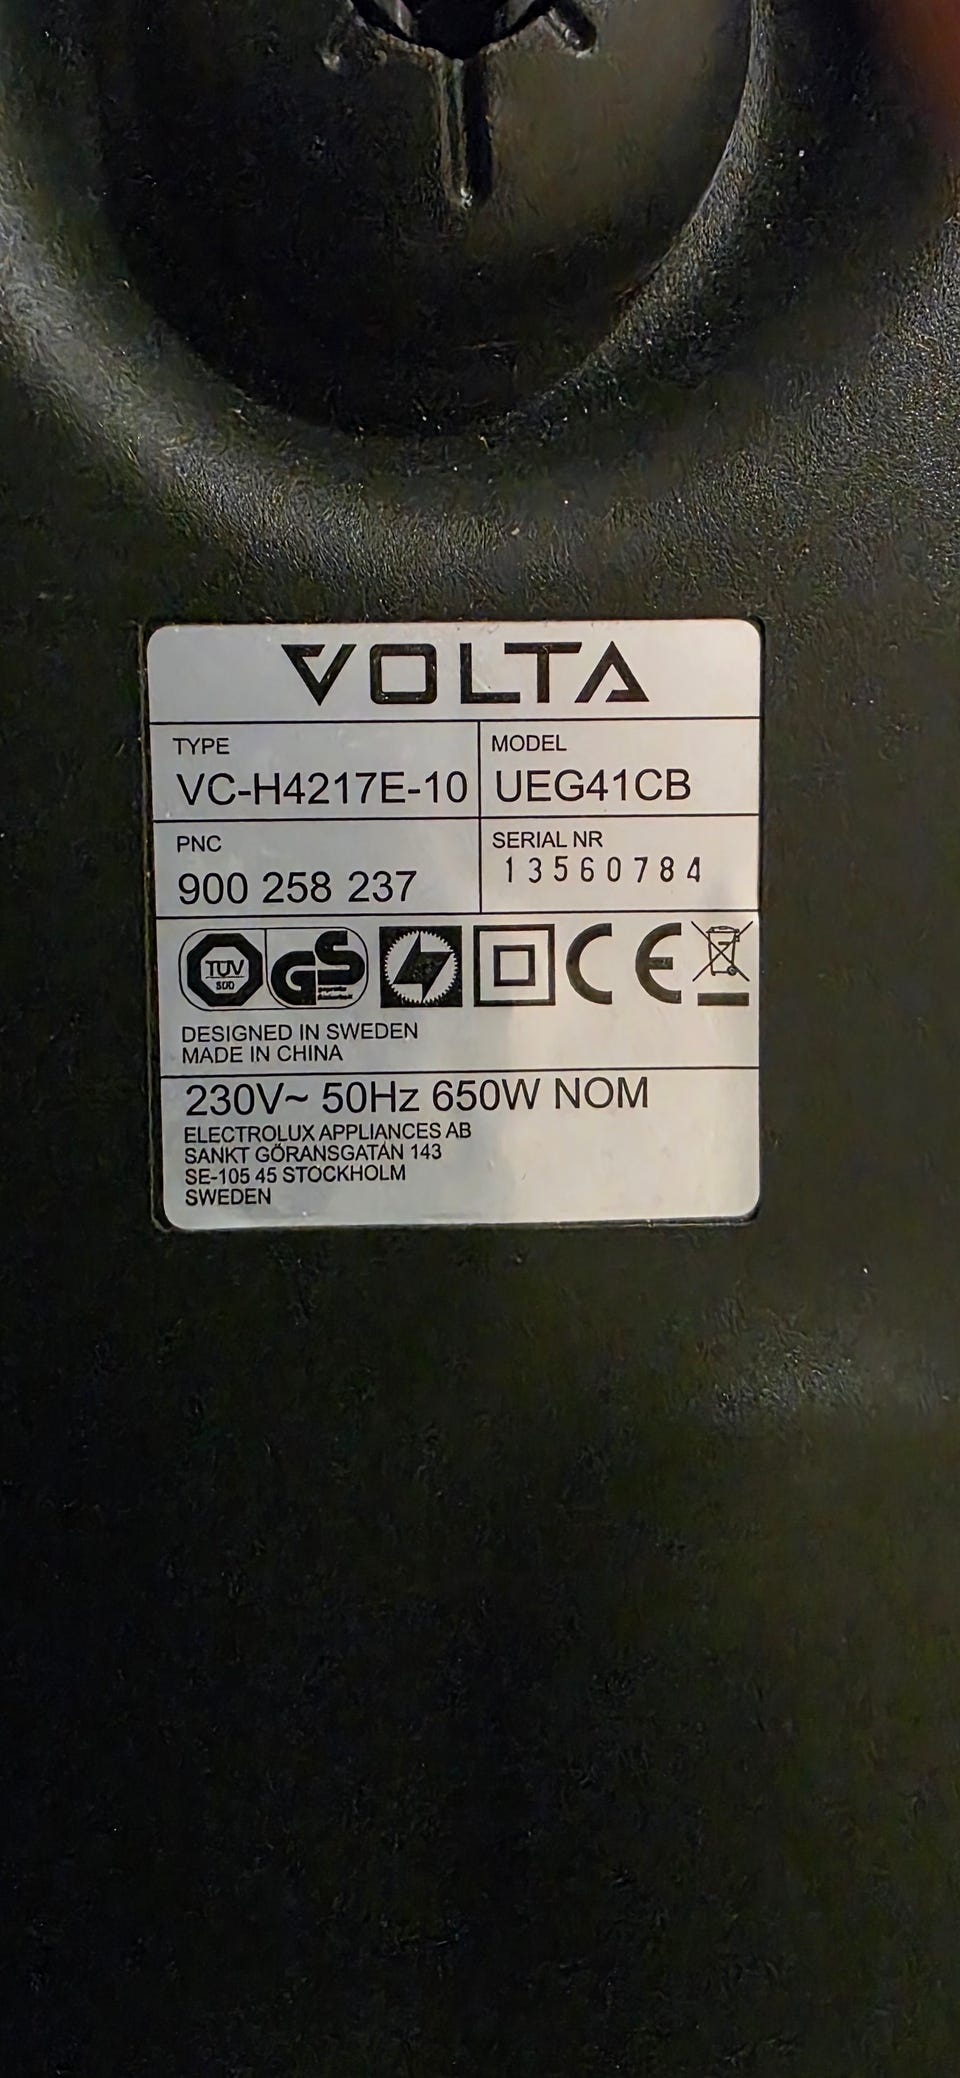 VOLTA
TYPE
VC-H4217E-10
MODEL
UEG41CB
PNC
900 258 237
SERIAL NR
13560784
TÜV
SÜD
GS
CE
DESIGNED IN SWEDEN
MADE IN CHINA
230V~ 50Hz 650W NOM
ELECTROLUX APPLIANCES AB
SANKT GÖRANSGATAN 143
SE-105 45 STOCKHOLM
SWEDEN